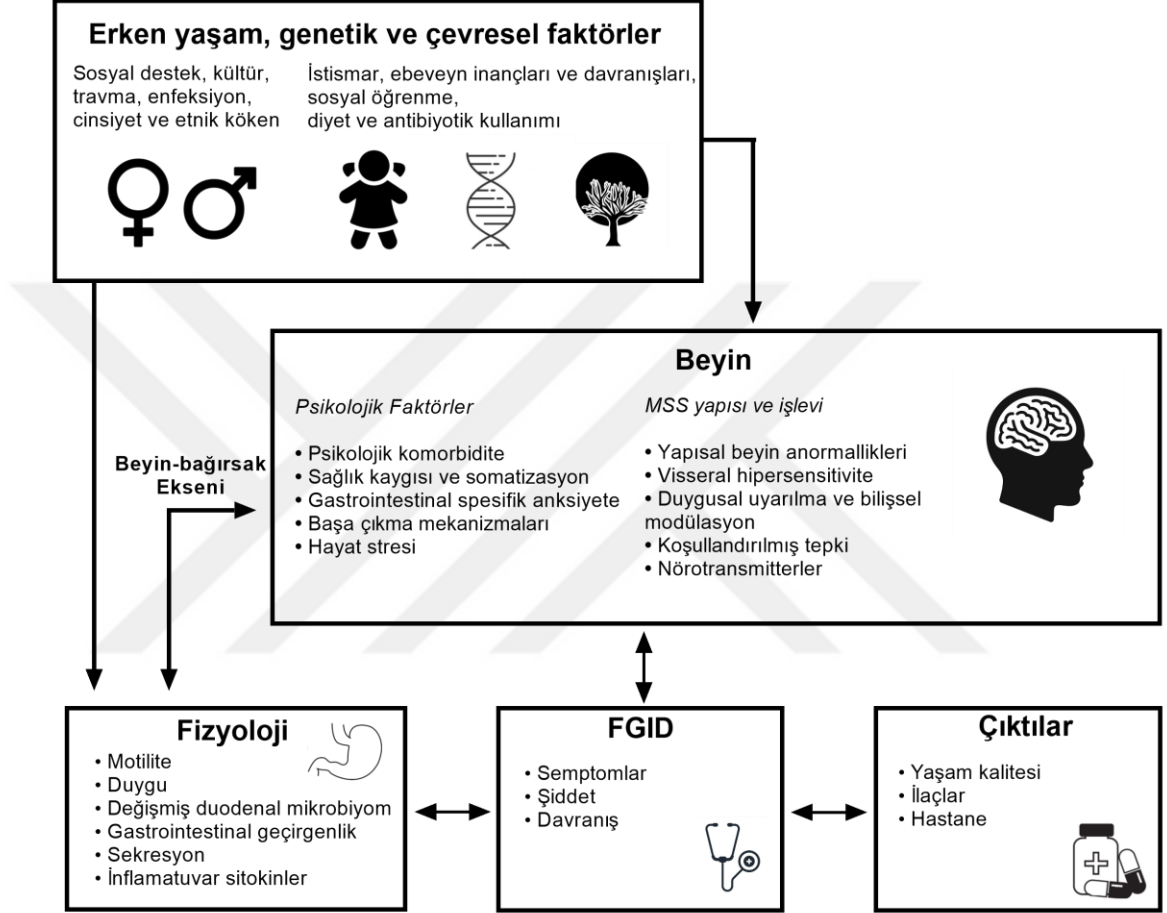 Erken yaşam, genetik ve çevresel faktörler
Sosyal destek, kültür,
travma, enfeksiyon,
cinsiyet ve etnik köken
İstismar, ebeveyn inançları ve davranışları,
sosyal öğrenme,
diyet ve antibiyotik kullanımı
Beyin
Psikolojik Faktörler
• Psikolojik komorbidite
• Sağlık kaygısı ve somatizasyon
• Gastrointestinal spesifik anksiyete
• Başa çıkma mekanizmaları
• Hayat stresi
MSS yapısı ve işlevi
• Yapısal beyin anormallikleri
• Visseral hipersensitivite
• Duygusal uyarılma ve bilişsel
modülasyon
• Koşullandırılmış tepki
• Nörotransmitterler
Beyin-bağırsak
Ekseni
Fizyoloji
• Motilite
• Duygu
• Değişmiş duodenal mikrobiyom
• Gastrointestinal geçirgenlik
• Sekresyon
• İnflamatuvar sitokinler
FGID
• Semptomlar
• Şiddet
• Davranış
Çıktılar
• Yaşam kalitesi
• İlaçlar
• Hastane